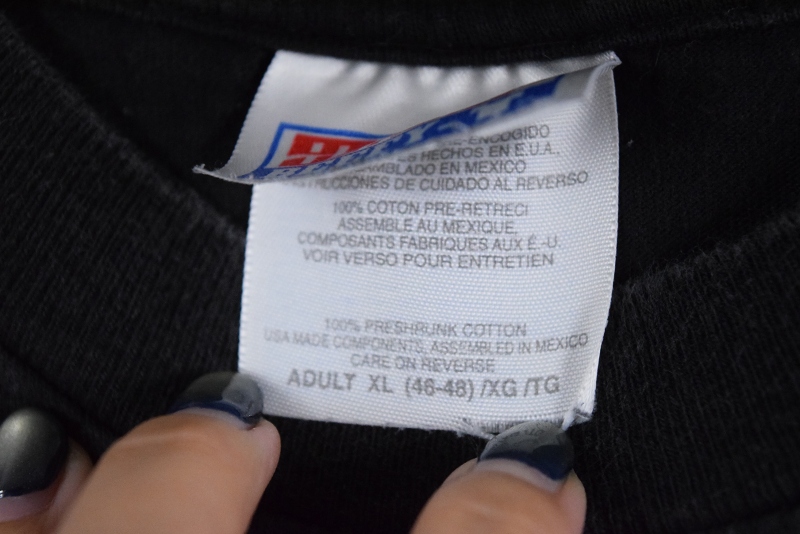 -ENCOGIDO
HECHOS EN E.U.A.,
AMBLADO EN MEXICO
STRUCCIONES DE CUIDADO AL REVERSO
100% COTON PRE-RETRECI
ASSEMBLE AU MEXIQUE,
COMPOSANTS FABRIQUES AUX É.-U.
VOIR VERSO POUR ENTRETIEN
100% PRESHRUNK COTTON
USA MADE COMPONENTS, ASSEMBLED IN MEXICO
CARE ON REVERSE
ADULT XL (46-48) /XG /TG